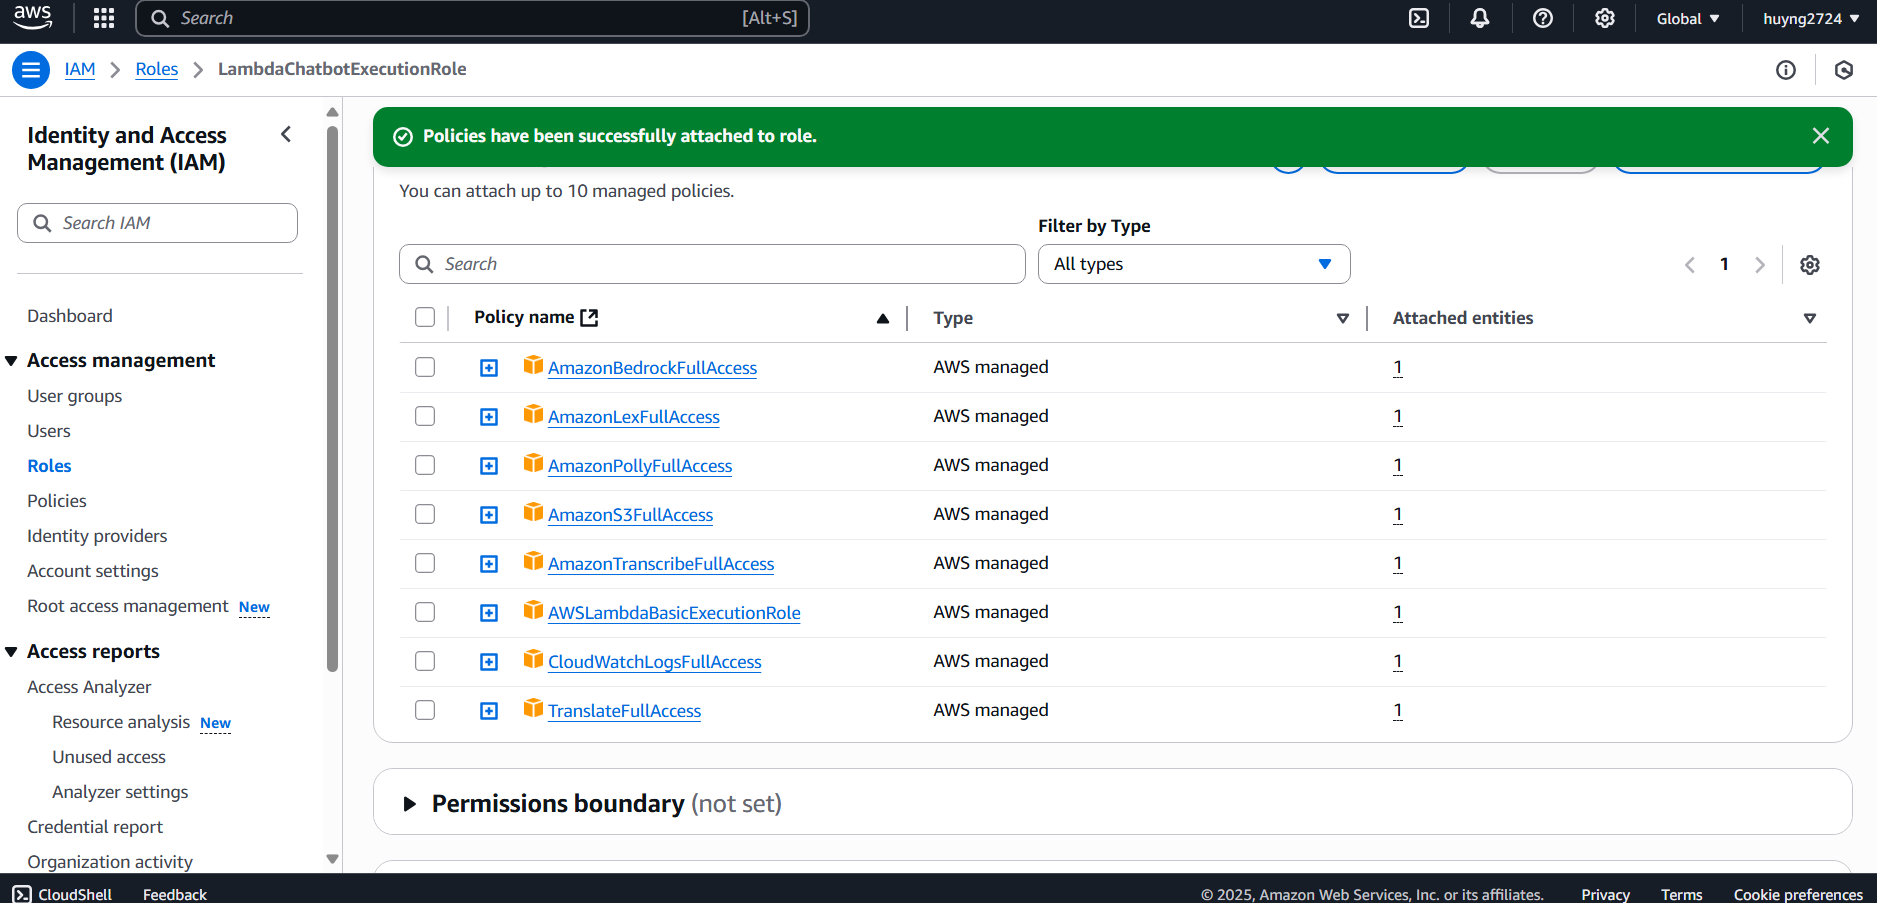 aws
Search
[Alt+S]
Global
huyng2724
IAM
Roles
LambdaChatbotExecutionRole
Identity and Access
Management (IAM)
Search IAM
Dashboard
Access management
User groups
Users
Roles
Policies
Identity providers
Account settings
Root access management New
Access reports
Access Analyzer
Resource analysis New
Unused access
Analyzer settings
Credential report
Organization activity
Policies have been successfully attached to role.
You can attach up to 10 managed policies.
Filter by Type
Search
All types
1
Policy name
Type
Attached entities
AmazonBedrockFullAccess AWS managed 1
AmazonLexFullAccess AWS managed 1
AmazonPollyFullAccess AWS managed 1
AmazonS3FullAccess AWS managed 1
AmazonTranscribeFullAccess AWS managed 1
AWSLambdaBasicExecutionRole AWS managed 1
CloudWatchLogsFullAccess AWS managed 1
TranslateFullAccess AWS managed 1
Permissions boundary (not set)
CloudShell
Feedback
© 2025, Amazon Web Services, Inc. or its affiliates.
Privacy
Terms
Cookie preferences